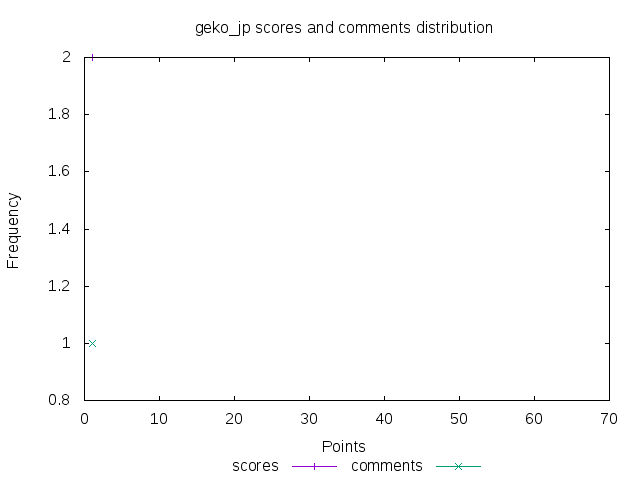 geko_jp scores and comments distribution
2
1.8
1.6
1.4
1.2
1
0.8
Frequency
0 10 20 30 40 50 60 70
Points
scores comments